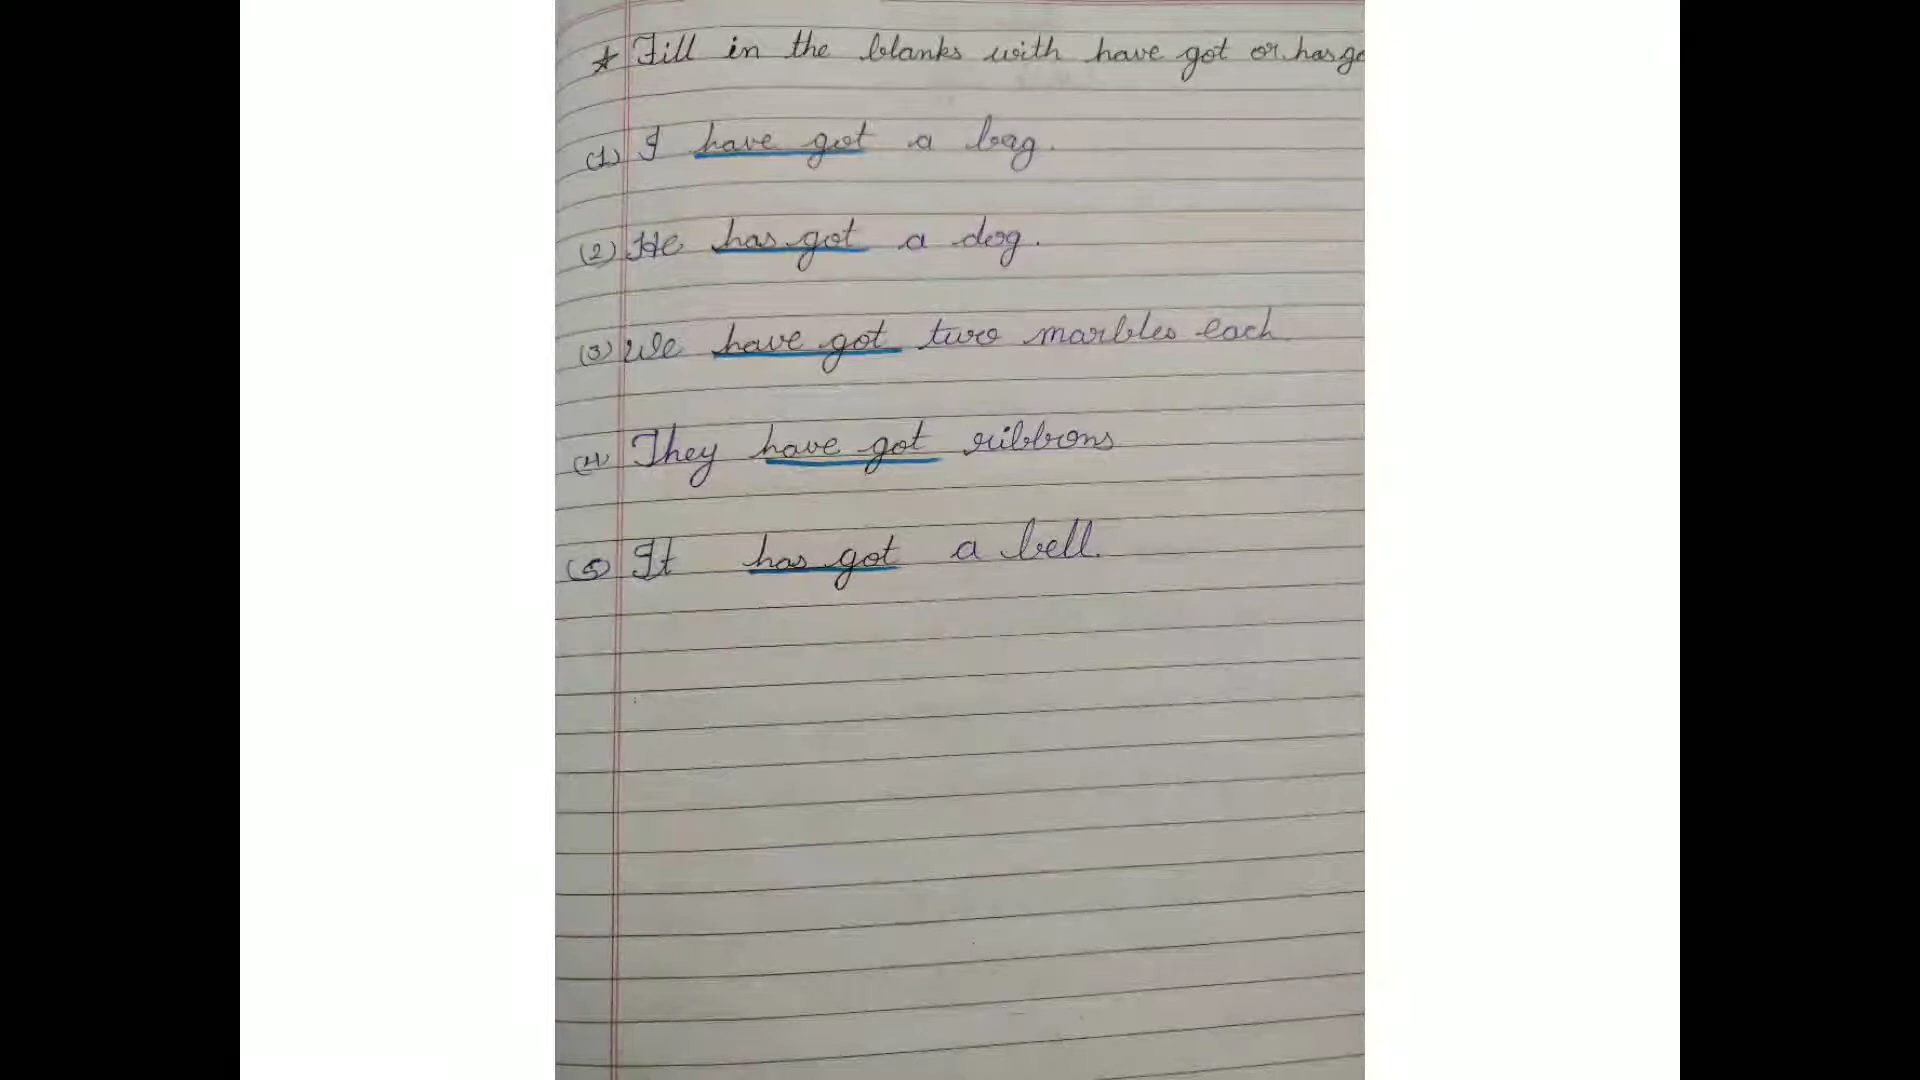 ★ Fill in the blanks with have got or has go
(1) I have got a bag.
(2) He has got a dog.
(3) We have got two marbles each
(4) They have got ribbons
(5) It has got a bell.